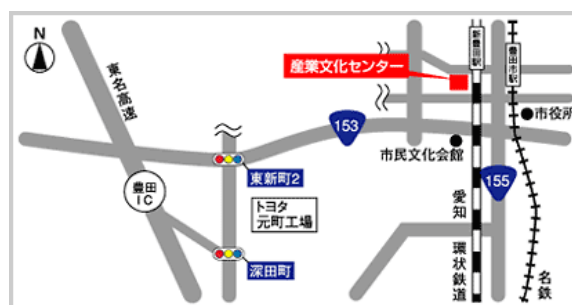 N
東名高速
豊田
IC
153
東新町2
トヨタ
元町工場
深田町
産業文化センター
新豊田駅
豊田市駅
市役所
市民文化会館
155
愛知環状鉄道
名鉄